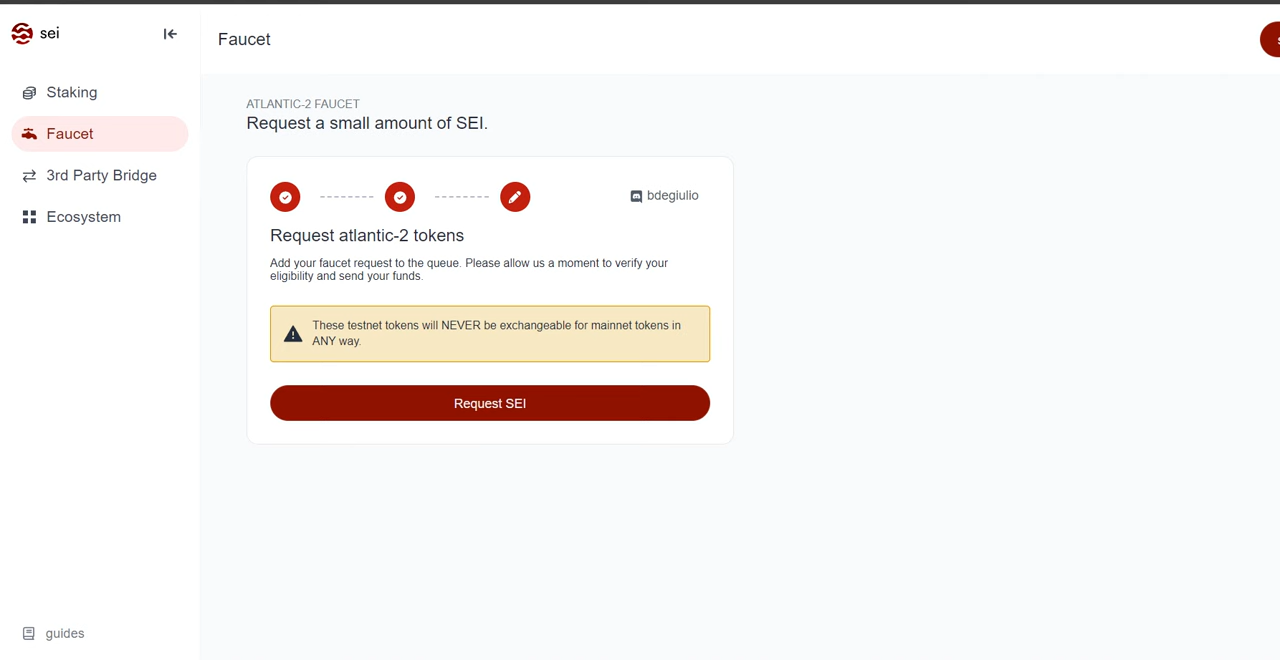 sei
Faucet
Staking
Faucet
3rd Party Bridge
Ecosystem
guides
ATLANTIC-2 FAUCET
Request a small amount of SEI.
bdegiulio
Request atlantic-2 tokens
Add your faucet request to the queue. Please allow us a moment to verify your
eligibility and send your funds.
These testnet tokens will NEVER be exchangeable for mainnet tokens in
ANY way.
Request SEI